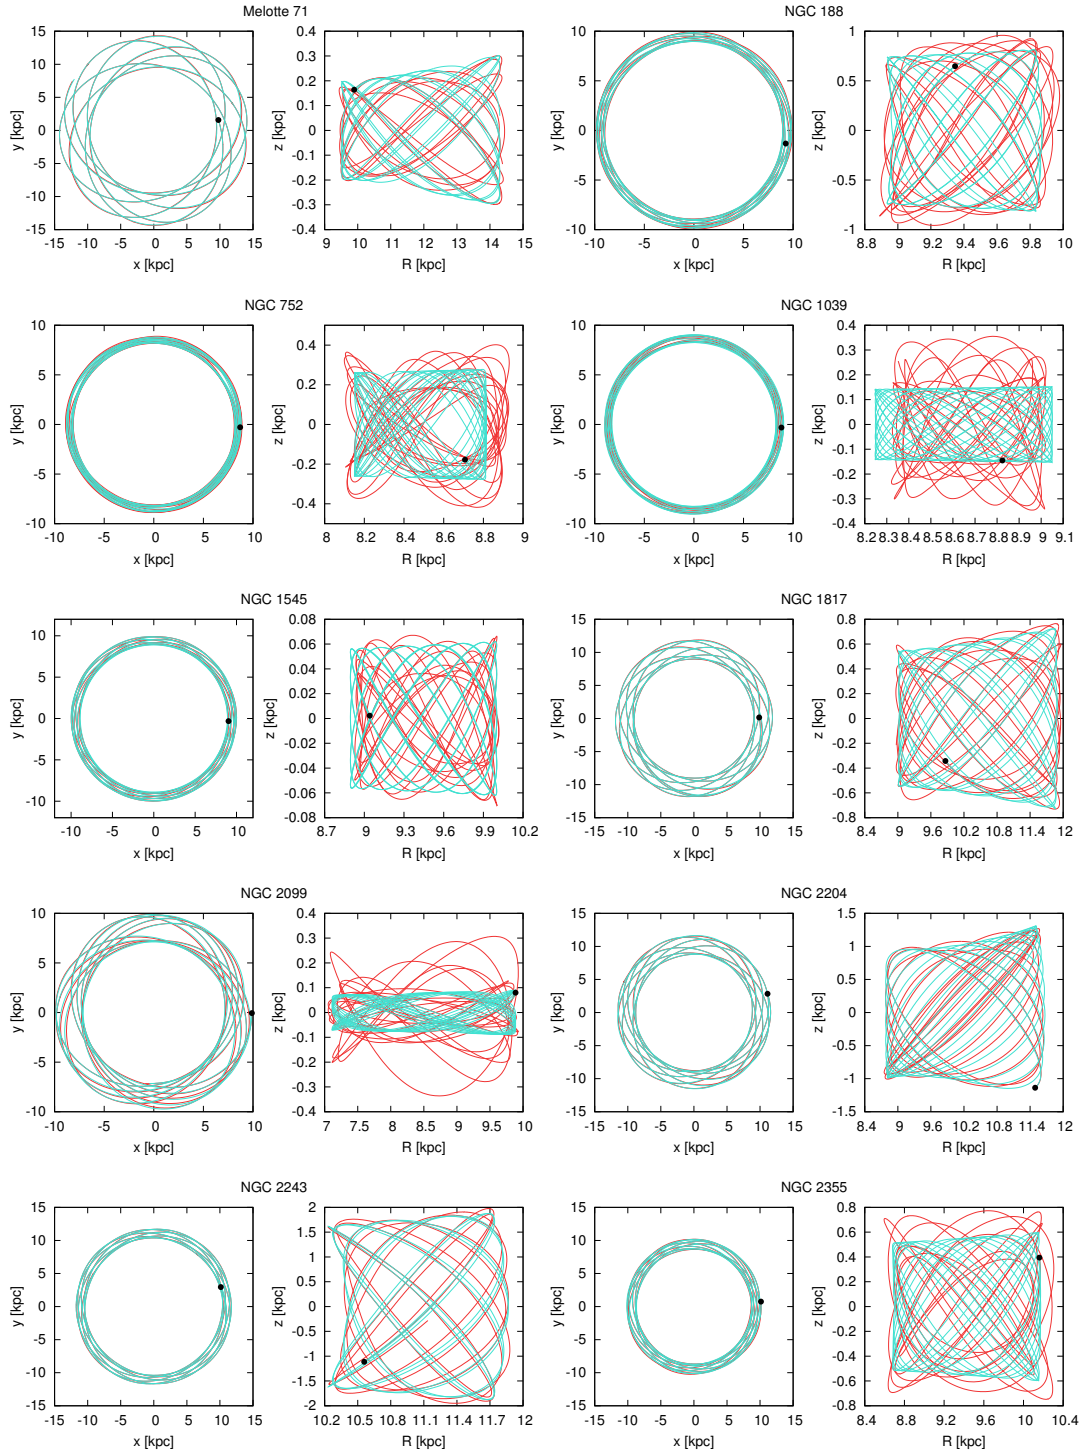 Melotte 71
NGC 188
y [kpc]
15
10
5
0
-5
-10
-15
-15 -10 -5 0 5 10 15
x [kpc]
z [kpc]
0.4
0.3
0.2
0.1
0
-0.1
-0.2
-0.3
-0.4
9 10 11 12 13 14 15
R [kpc]
y [kpc]
10
5
0
-5
-10
-10 -5 0 5 10
x [kpc]
z [kpc]
1
0.5
0
-0.5
-1
8.8 9 9.2 9.4 9.6 9.8 10
R [kpc]
NGC 752
NGC 1039
y [kpc]
10
5
0
-5
-10
-10 -5 0 5 10
x [kpc]
z [kpc]
0.4
0.2
0
-0.2
-0.4
8 8.2 8.4 8.6 8.8 9
R [kpc]
y [kpc]
10
5
0
-5
-10
-10 -5 0 5 10
x [kpc]
z [kpc]
0.4
0.3
0.2
0.1
0
-0.1
-0.2
-0.3
-0.4
8.2 8.3 8.4 8.5 8.6 8.7 8.8 8.9 9 9.1
R [kpc]
NGC 1545
NGC 1817
y [kpc]
10
5
0
-5
-10
-10 -5 0 5 10
x [kpc]
z [kpc]
0.08
0.06
0.04
0.02
0
-0.02
-0.04
-0.06
-0.08
8.7 9 9.3 9.6 9.9 10.2
R [kpc]
y [kpc]
15
10
5
0
-5
-10
-15
-15 -10 -5 0 5 10 15
x [kpc]
z [kpc]
0.8
0.6
0.4
0.2
0
-0.2
-0.4
-0.6
-0.8
8.4 9 9.6 10.2 10.8 11.4 12
R [kpc]
NGC 2099
NGC 2204
y [kpc]
10
5
0
-5
-10
-10 -5 0 5 10
x [kpc]
z [kpc]
0.4
0.3
0.2
0.1
0
-0.1
-0.2
-0.3
-0.4
7 7.5 8 8.5 9 9.5 10
R [kpc]
y [kpc]
15
10
5
0
-5
-10
-15
-15 -10 -5 0 5 10 15
x [kpc]
z [kpc]
1.5
1
0.5
0
-0.5
-1
-1.5
8.4 9 9.6 10.2 10.8 11.4 12
R [kpc]
NGC 2243
NGC 2355
y [kpc]
15
10
5
0
-5
-10
-15
-15 -10 -5 0 5 10 15
x [kpc]
z [kpc]
2
1.5
1
0.5
0
-0.5
-1
-1.5
-2
10.2 10.5 10.8 11.1 11.4 11.7 12
R [kpc]
y [kpc]
15
10
5
0
-5
-10
-15
-15 -10 -5 0 5 10 15
x [kpc]
z [kpc]
0.8
0.6
0.4
0.2
0
-0.2
-0.4
-0.6
-0.8
8.4 8.8 9.2 9.6 10 10.4
R [kpc]